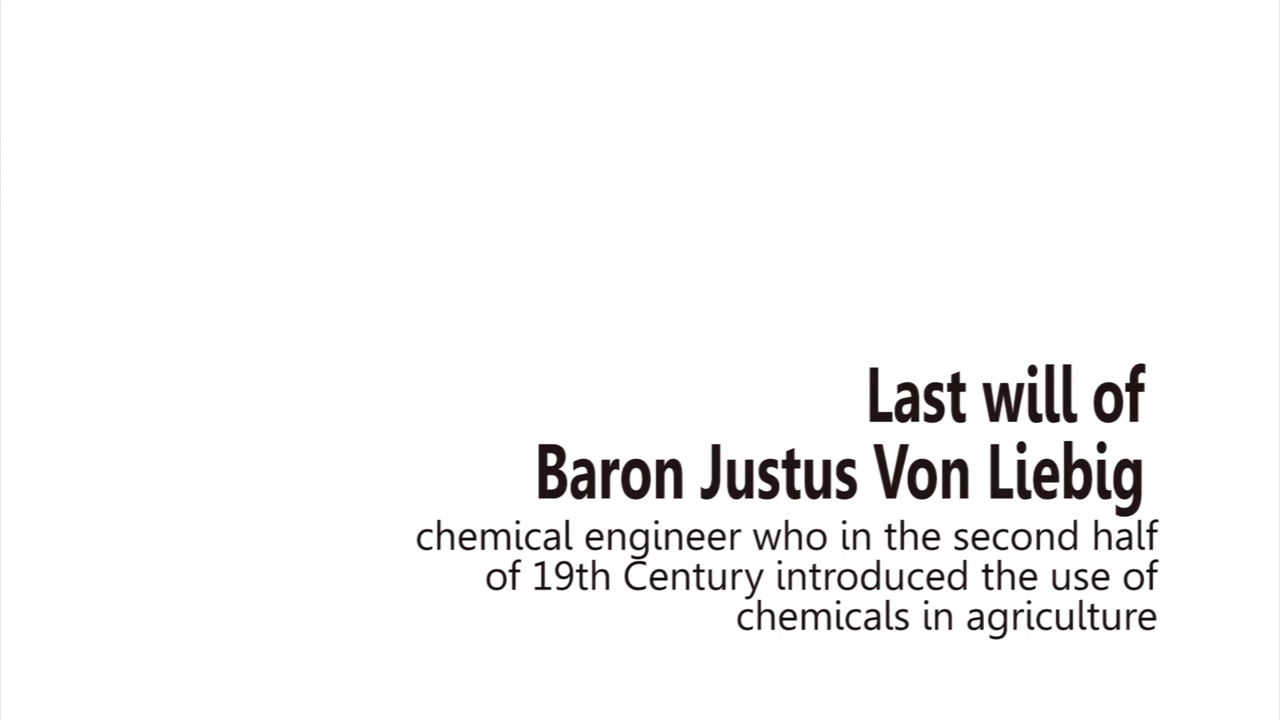 Last will of
Baron Justus Von Liebig
chemical engineer who in the second half
of 19th Century introduced the use of
chemicals in agriculture